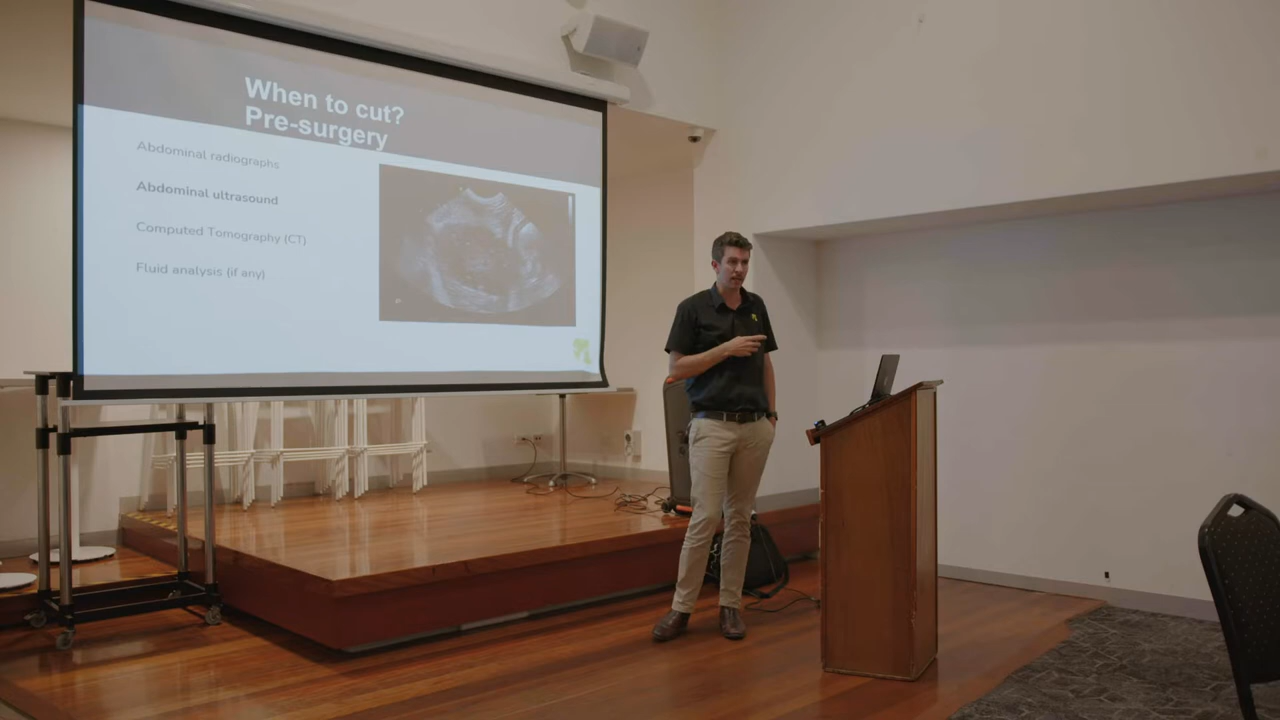 When to cut?
Pre-surgery
Abdominal radiographs
Abdominal ultrasound
Computed Tomography (CT)
Fluid analysis (if any)